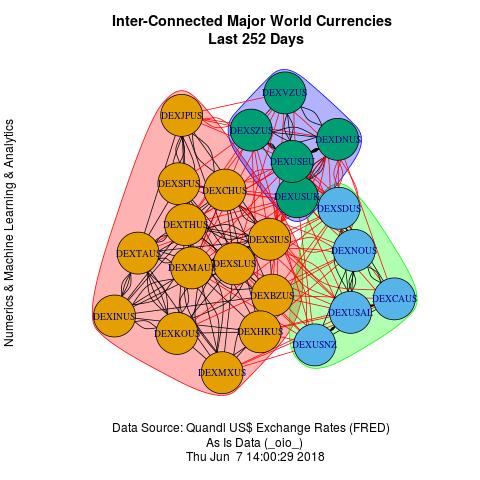 Inter-Connected Major World Currencies
Last 252 Days
Numerics & Machine Learning & Analytics
DEXVZUS
DEXJPUS
DEXSZUS
DEXDNUS
DEXUSEU
DEXSFUS
DEXCHUS
DEXUSUK
DEXSDUS
DEXTHUS
DEXSIUS
DEXTAUS
DEXNOUS
DEXMAUS
DEXSLUS
DEXBZUS
DEXCAUS
DEXINUS
DEXUSAL
DEXKOUS
DEXHKUS
DEXUSNZ
DEXMXUS
Data Source: Quandl US$ Exchange Rates (FRED)
As Is Data (_oio_)
Thu Jun  7 14:00:29 2018